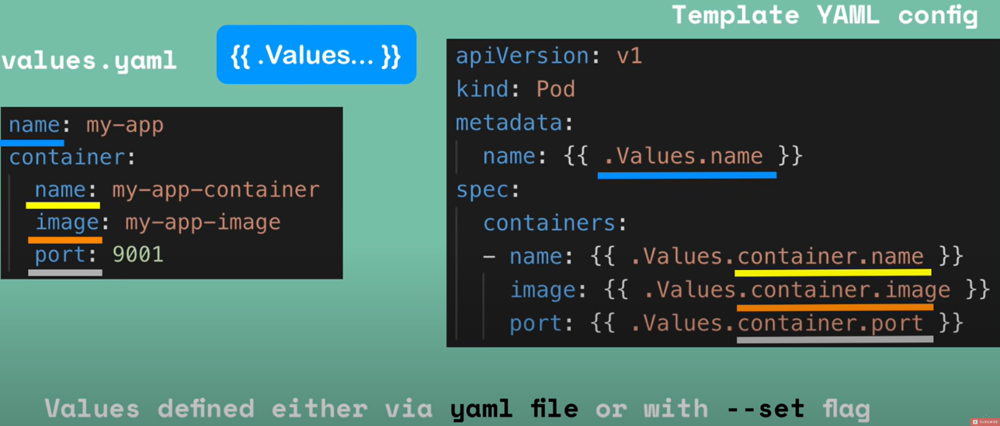 Template YAML config
values.yaml
{{ .Values... }}
name: my-app
container:
name: my-app-container
image: my-app-image
port: 9001
apiVersion: v1
kind: Pod
metadata:
name: {{ .Values.name }}
spec:
containers:
- name: {{ .Values.container.name }}
image: {{ .Values.container.image }}
port: {{ .Values.container.port }}
Values defined either via yaml file or with --set flag
SUBSCRIBE